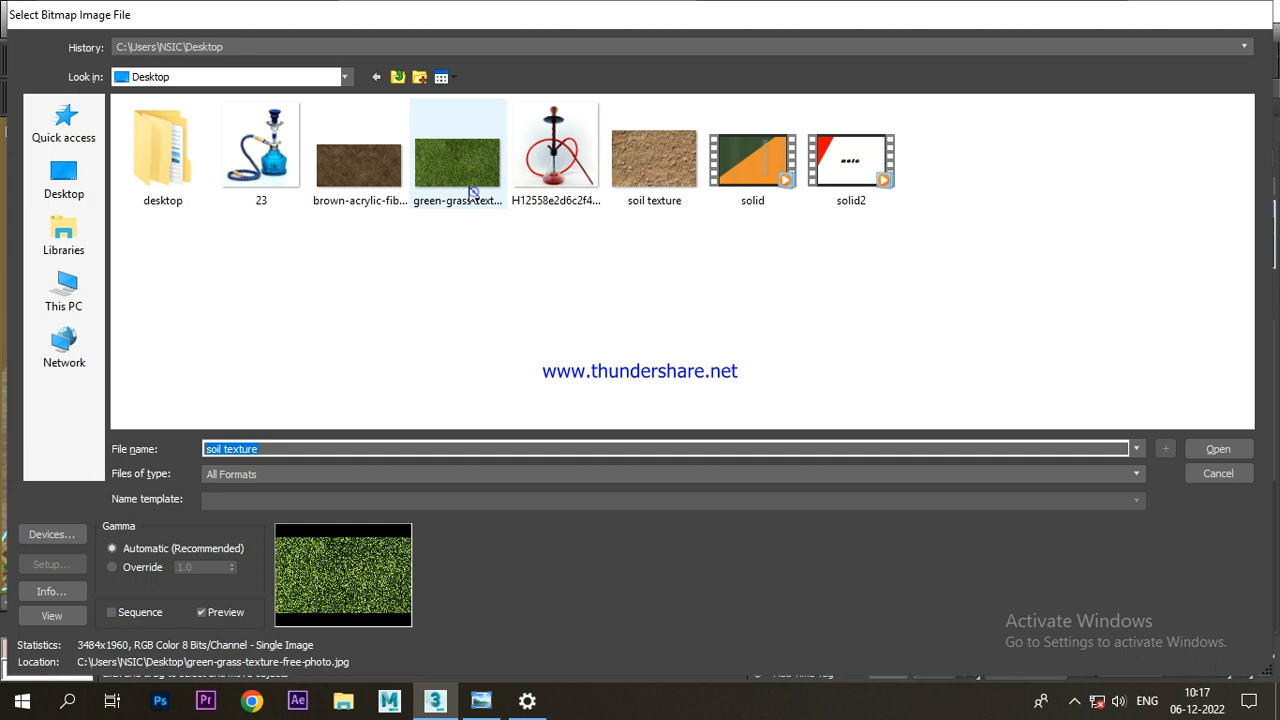 Select Bitmap Image File
History: C:\Users\NSIC\Desktop
Look in: Desktop
Quick access
Desktop
Libraries
This PC
Network
desktop
23
brown-acrylic-fib...
green-grass-text...
H12558e2d6c2f4...
soil texture
solid
solid2
www.thundershare.net
File name: soil texture
Open
Files of type: All Formats
Cancel
Name template:
Devices...
Setup...
Info...
View
Gamma
Automatic (Recommended)
Override 1.0
Sequence
Preview
Activate Windows
Go to Settings to activate Windows.
Statistics: 3484x1960, RGB Color 8 Bits/Channel - Single Image
Location: C:\Users\NSIC\Desktop\green-grass-texture-free-photo.jpg
Ps
Pr
Ae
M
3
ENG
10:17
06-12-2022